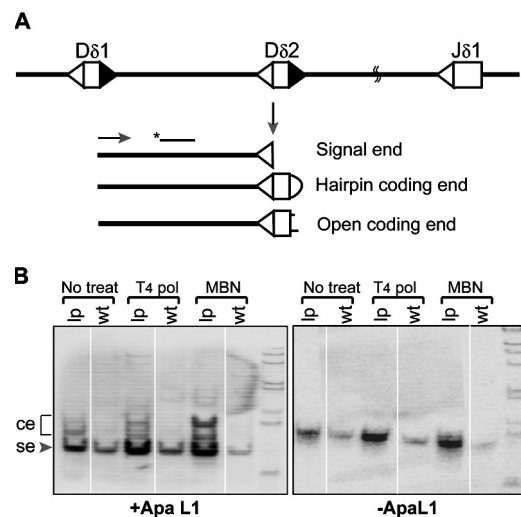 A
Dδ1 Dδ2 Jδ1
*
Signal end
Hairpin coding end
Open coding end
B
No treat T4 pol MBN No treat T4 pol MBN
lp wt lp wt lp wt lp wt lp wt lp wt
ce
se
+Apa L1 -ApaL1